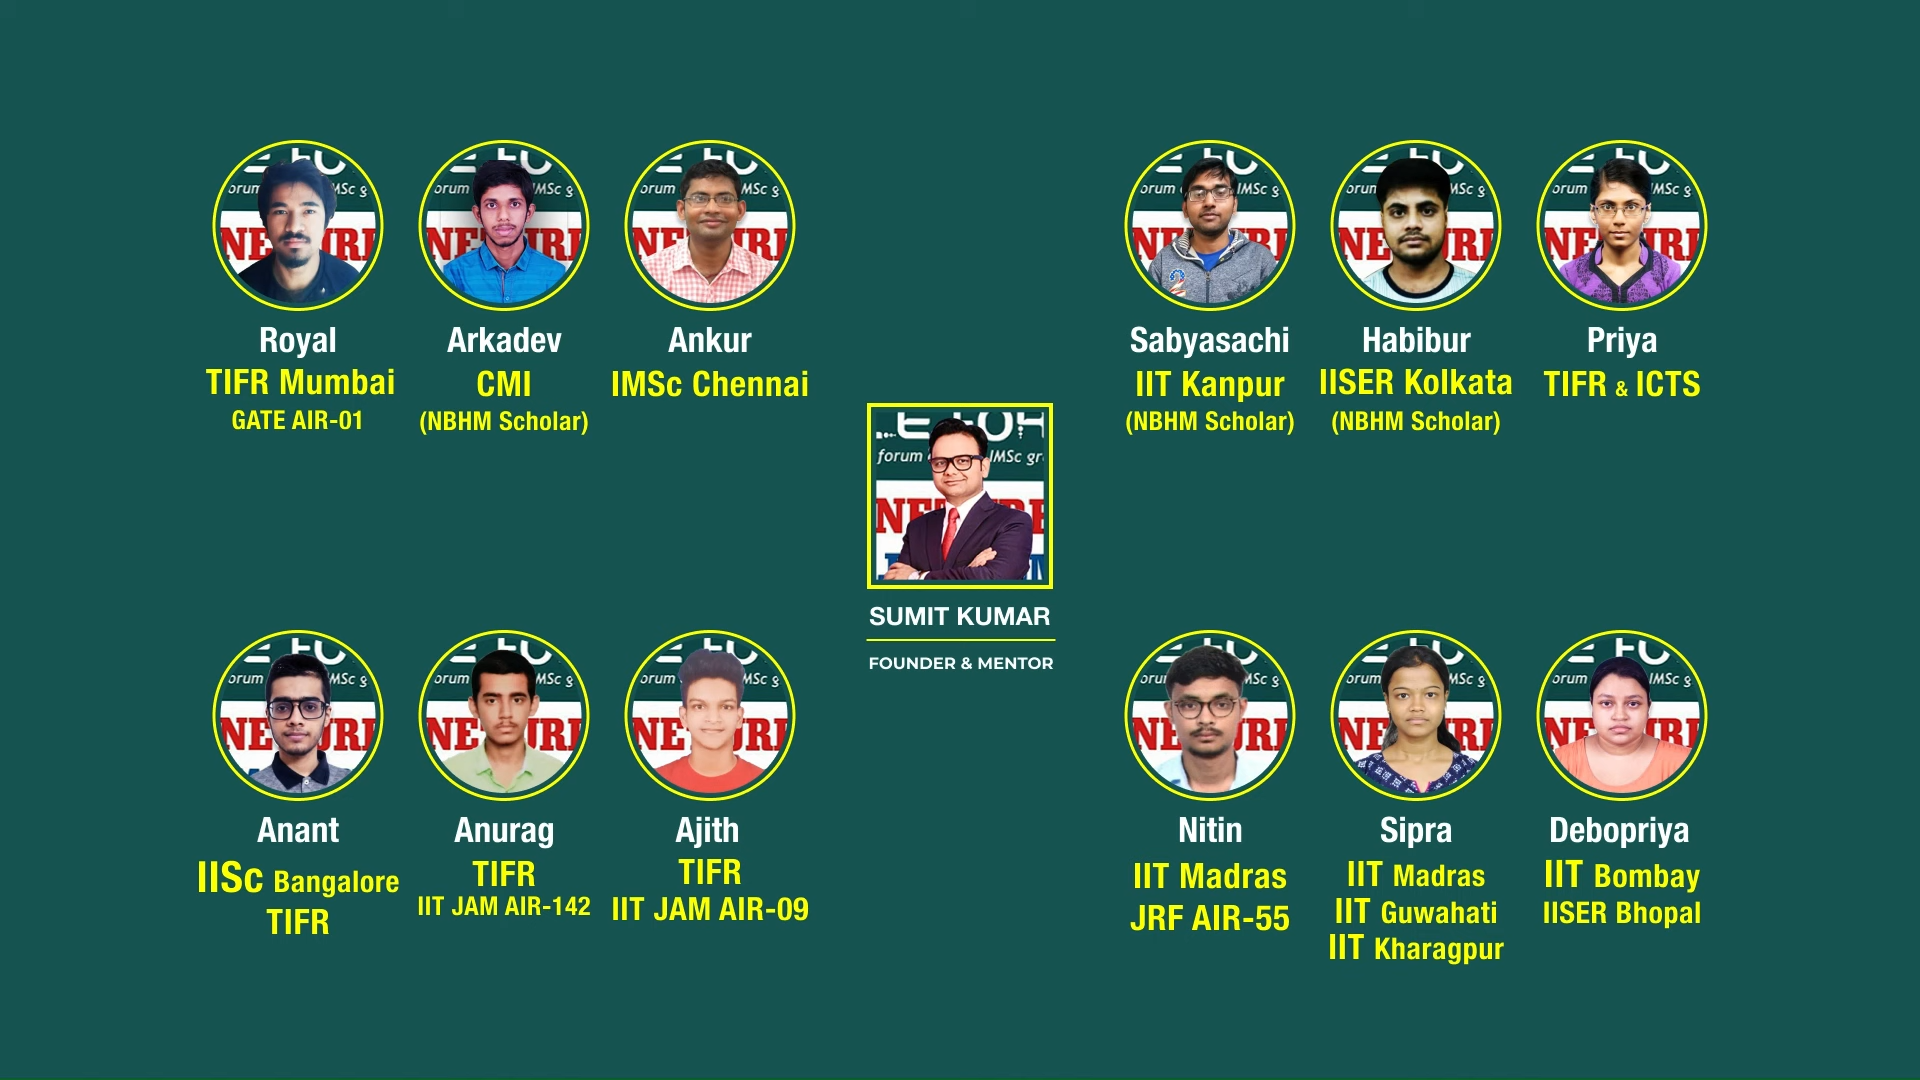 Royal
TIFR Mumbai
GATE AIR-01
Arkadev
CMI
(NBHM Scholar)
Ankur
IMSc Chennai
Sabyasachi
IIT Kanpur
(NBHM Scholar)
Habibur
IISER Kolkata
(NBHM Scholar)
Priya
TIFR & ICTS
forum
IMSc gr
SUMIT KUMAR
FOUNDER & MENTOR
Anant
IISc Bangalore
TIFR
Anurag
TIFR
IIT JAM AIR-142
Ajith
TIFR
IIT JAM AIR-09
Nitin
IIT Madras
JRF AIR-55
Sipra
IIT Madras
IIT Guwahati
IIT Kharagpur
Debopriya
IIT Bombay
IISER Bhopal